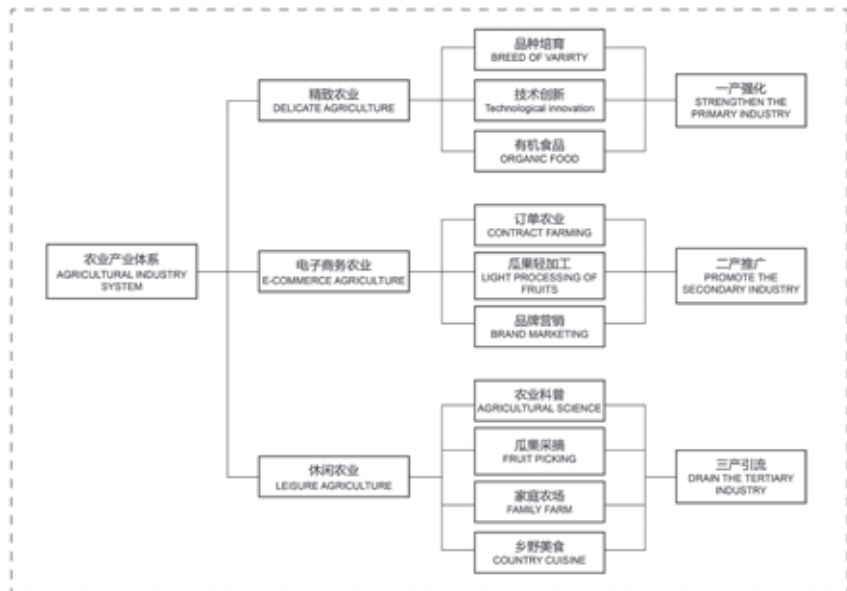 农业产业体系
AGRICULTURAL INDUSTRY
SYSTEM
精致农业
DELICATE AGRICULTURE
品种培育
BREED OF VARIRTY
技术创新
Technological innovation
有机食品
ORGANIC FOOD
一产强化
STRENGTHEN THE
PRIMARY INDUSTRY
电子商务农业
E-COMMERCE AGRICULTURE
订单农业
CONTRACT FARMING
瓜果轻加工
LIGHT PROCESSING OF
FRUITS
品牌营销
BRAND MARKETING
二产推广
PROMOTE THE
SECONDARY INDUSTRY
休闲农业
LEISURE AGRICULTURE
农业科普
AGRICULTURAL SCIENCE
瓜果采摘
FRUIT PICKING
家庭农场
FAMILY FARM
乡野美食
COUNTRY CUISINE
三产引流
DRAIN THE TERTIARY
INDUSTRY